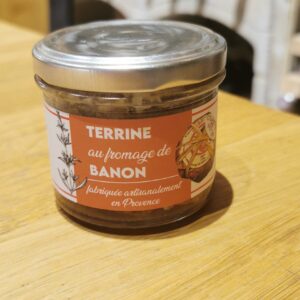 TERRINE
au fromage de
BANON
fabriquée artisanalement
en Provence